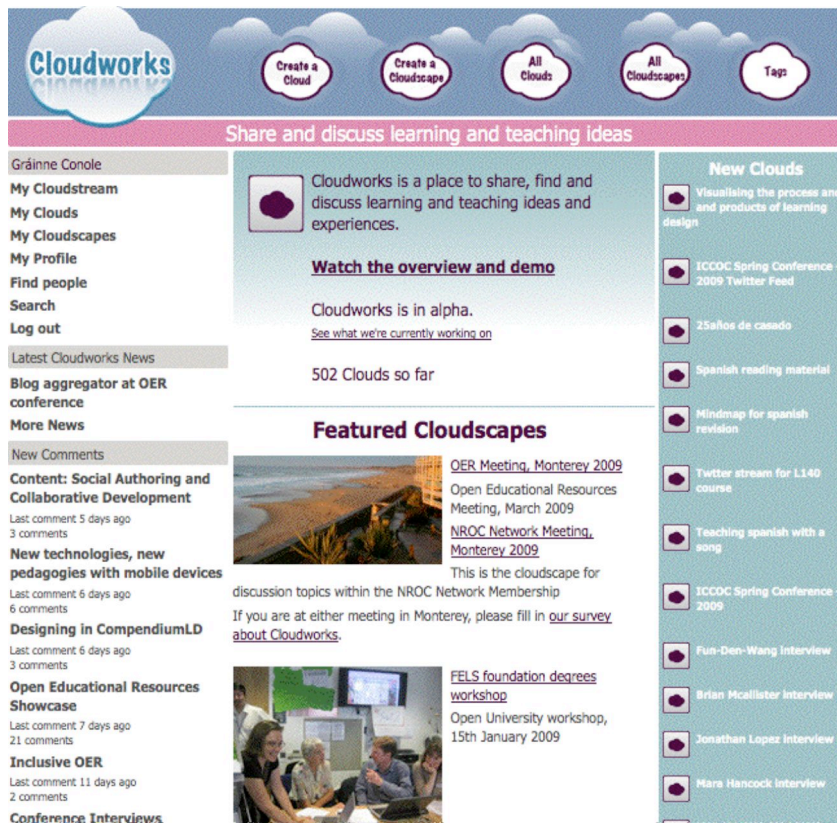 Cloudworks
Create a
Cloud
Create a
Cloudscape
All
Clouds
All
Cloudscapes
Tags
Share and discuss learning and teaching ideas
Gráinne Conole
My Cloudstream
My Clouds
My Cloudscapes
My Profile
Find people
Search
Log out
Latest Cloudworks News
Blog aggregator at OER
conference
More News
New Comments
Content: Social Authoring and
Collaborative Development
Last comment 5 days ago
3 comments
New technologies, new
pedagogies with mobile devices
Last comment 6 days ago
6 comments
Designing in CompendiumLD
Last comment 6 days ago
3 comments
Open Educational Resources
Showcase
Last comment 7 days ago
21 comments
Inclusive OER
Last comment 11 days ago
2 comments
Conference Interviews
Cloudworks is a place to share, find and
discuss learning and teaching ideas and
experiences.
Watch the overview and demo
Cloudworks is in alpha.
See what we're currently working on
502 Clouds so far
Featured Cloudscapes
OER Meeting, Monterey 2009
Open Educational Resources
Meeting, March 2009
NROC Network Meeting,
Monterey 2009
This is the cloudscape for
discussion topics within the NROC Network Membership
If you are at either meeting in Monterey, please fill in our survey
about Cloudworks.
FELS foundation degrees
workshop
Open University workshop,
15th January 2009
New Clouds
Visualising the process and
and products of learning
design
ICCOC Spring Conference -
2009 Twitter Feed
25años de casado
Spanish reading material
Mindmap for spanish
revision
Twtter stream for L140
course
Teaching spanish with a
song
ICCOC Spring Conference -
2009
Fun-Den-Wang interview
Brian Mcallister interview
Jonathan Lopez interview
Mara Hancock interview